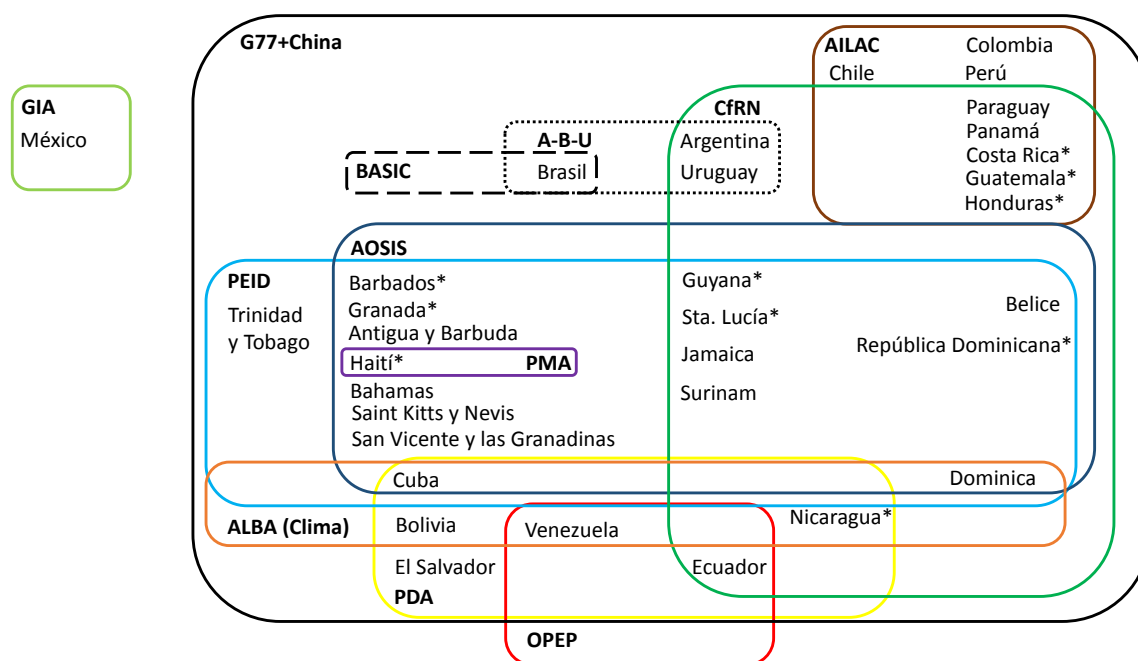 G77+China
AILAC
Colombia
Chile
Perú
GIA
México
CfRN
Paraguay
Panamá
Costa Rica*
Guatemala*
Honduras*
A-B-U
Argentina
BASIC
Brasil
Uruguay
AOSIS
PEID
Trinidad
y Tobago
Barbados*
Granada*
Antigua y Barbuda
Haití*
PMA
Bahamas
Saint Kitts y Nevis
San Vicente y las Granadinas
Guyana*
Sta. Lucía*
Jamaica
Surinam
Belice
República Dominicana*
Cuba
Dominica
ALBA (Clima)
Bolivia
Venezuela
Nicaragua*
El Salvador
Ecuador
PDA
OPEP